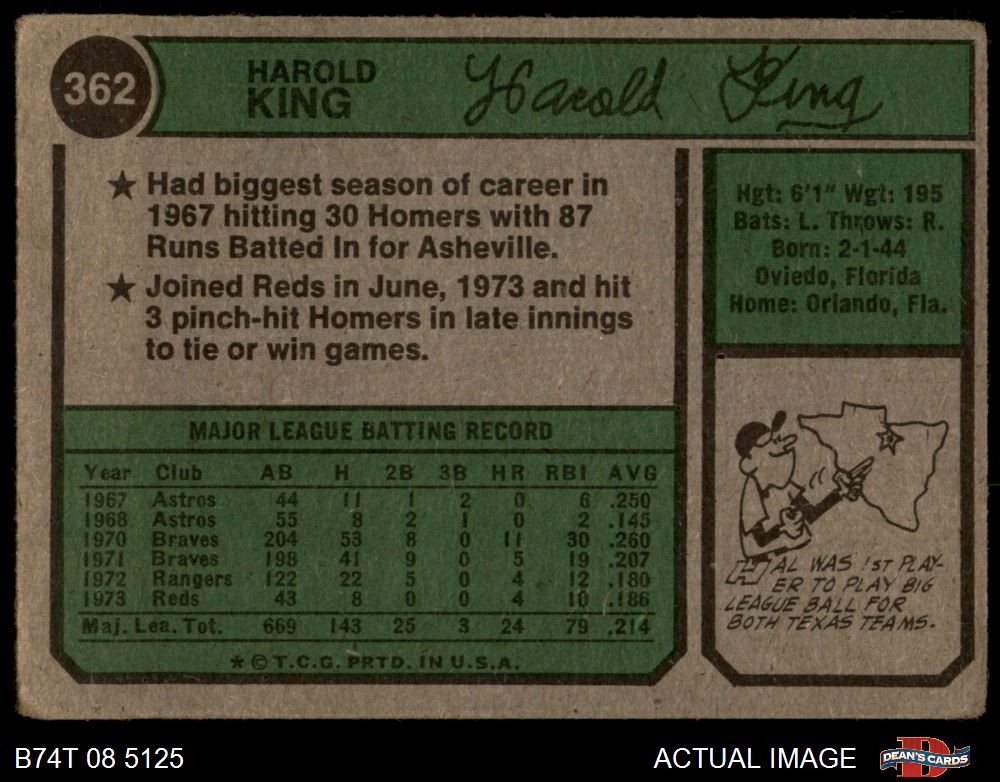 362
HAROLD
KING
Harold King
★ Had biggest season of career in
1967 hitting 30 Homers with 87
Runs Batted In for Asheville.
★ Joined Reds in June, 1973 and hit
3 pinch-hit Homers in late innings
to tie or win games.
Hgt: 6'1" Wgt: 195
Bats: L. Throws: R.
Born: 2-1-44
Oviedo, Florida
Home: Orlando, Fla.
MAJOR LEAGUE BATTING RECORD
Year Club AB H 2B 3B HR RBI AVG
1967 Astros 44 11 1 2 0 6 .250
1968 Astros 55 8 2 1 0 2 .145
1970 Braves 204 53 8 0 11 30 .260
1971 Braves 198 41 9 0 5 19 .207
1972 Rangers 122 22 5 0 4 12 .180
1973 Reds 43 8 0 0 4 10 .186
Maj. Lea. Tot. 669 143 25 3 24 79 .214
* © T.C.G. PRTD. IN U.S.A.
HAL WAS 1ST PLAY-
ER TO PLAY BIG
LEAGUE BALL FOR
BOTH TEXAS TEAMS.
B74T 08 5125
ACTUAL IMAGE
DEAN'S CARDS